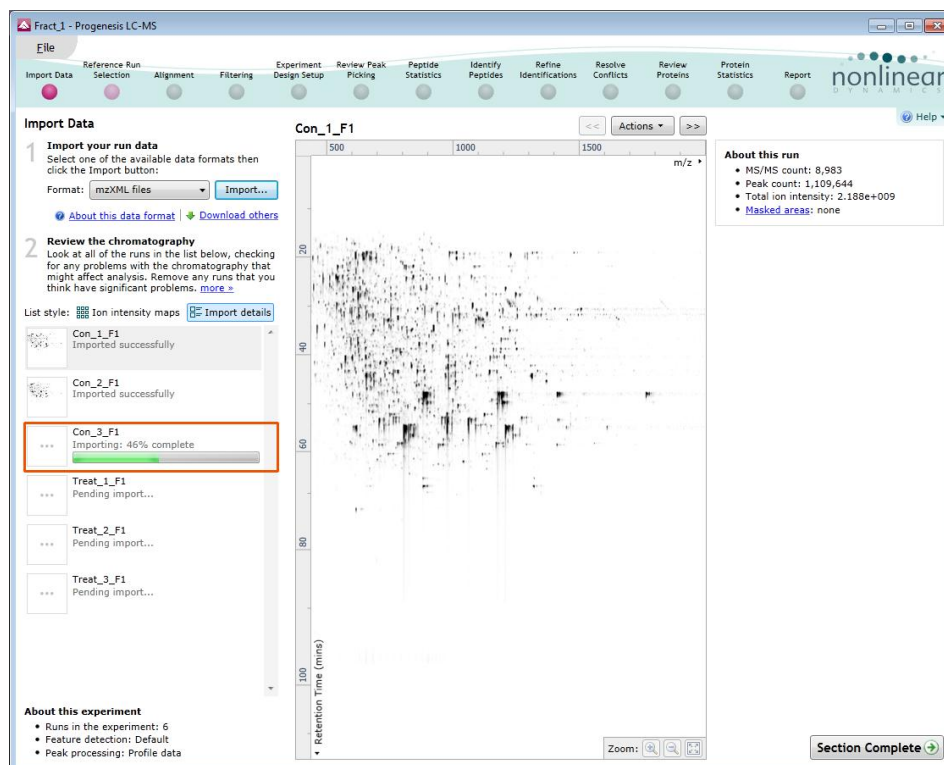 Fract_1 - Progenesis LC-MS
File
Import Data
Reference Run
Selection
Alignment
Filtering
Experiment
Design Setup
Review Peak
Picking
Peptide
Statistics
Identify
Peptides
Refine
Identifications
Resolve
Conflicts
Review
Proteins
Protein
Statistics
Report
nonlinear
DYNAMICS
Help
Import Data
1 Import your run data
Select one of the available data formats then
click the Import button:
Format: mzXML files Import...
About this data format Download others
2 Review the chromatography
Look at all of the runs in the list below, checking
for any problems with the chromatography that
might affect analysis. Remove any runs that you
think have significant problems. more »
List style: Ion intensity maps Import details
Con_1_F1
Imported successfully
Con_2_F1
Imported successfully
Con_3_F1
Importing: 46% complete
Treat_1_F1
Pending import...
Treat_2_F1
Pending import...
Treat_3_F1
Pending import...
About this experiment
• Runs in the experiment: 6
• Feature detection: Default
• Peak processing: Profile data
Con_1_F1
<< Actions >>
500 1000 1500
m/z
20
40
60
80
100
Retention Time (mins)
Zoom:
About this run
• MS/MS count: 8,983
• Peak count: 1,109,644
• Total ion intensity: 2.188e+009
• Masked areas: none
Section Complete